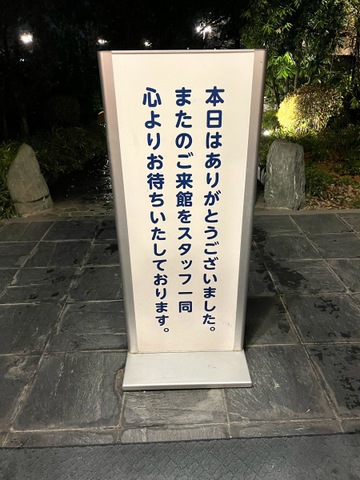 本日はありがとうございました。
またのご来館をスタッフ一同
心よりお待ちいたしております。